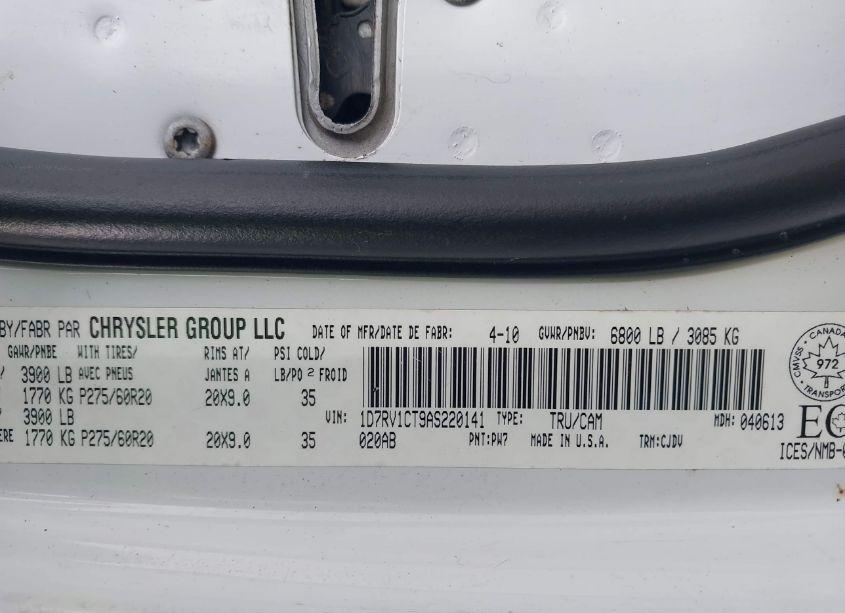 BY/FABR PAR CHRYSLER GROUP LLC DATE OF MFR/DATE DE FABR: 4-10 GVWR/PNBV: 6800 LB / 3085 KG
GAWR/PNBE WITH TIRES/ RIMS AT/ PSI COLD/
3900 LB AVEC PNEUS JANTES A LB/PO² FROID
1770 KG P275/60R20 20X9.0 35
3900 LB VIN: 1D7RV1CT9AS220141 TYPE: TRU/CAM MDH: 040613
1770 KG P275/60R20 20X9.0 35 020AB PNT:PW7 MADE IN U.S.A. TRM:CJDV
CANADA
CMVSS 972
TRANSPORT
ICES/NMB-